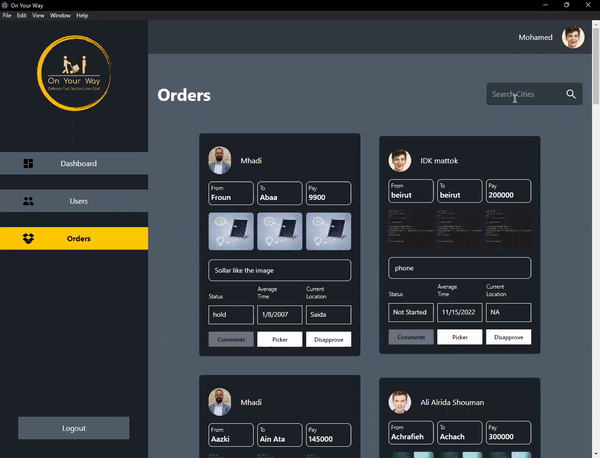 On Your Way
File Edit View Window Help
Mohamed
On Your Way
Delivery Fast Secure Low Cost
Dashboard
Users
Orders
Logout
Orders
Search Cities
Mhadi
From
Froun
To
Abaa
Pay
9900
Sollar like the image
Status
hold
Average
Time
1/8/2007
Current
Location
Saida
Comments
Picker
Disapprove
IDK mattok
From
beirut
To
beirut
Pay
200000
phone
Status
Not Started
Average
Time
11/15/2022
Current
Location
NA
Comments
Picker
Disapprove
Mhadi
From
Aazki
To
Ain Ata
Pay
145000
Ali Alrida Shouman
From
Achrafieh
To
Achach
Pay
300000